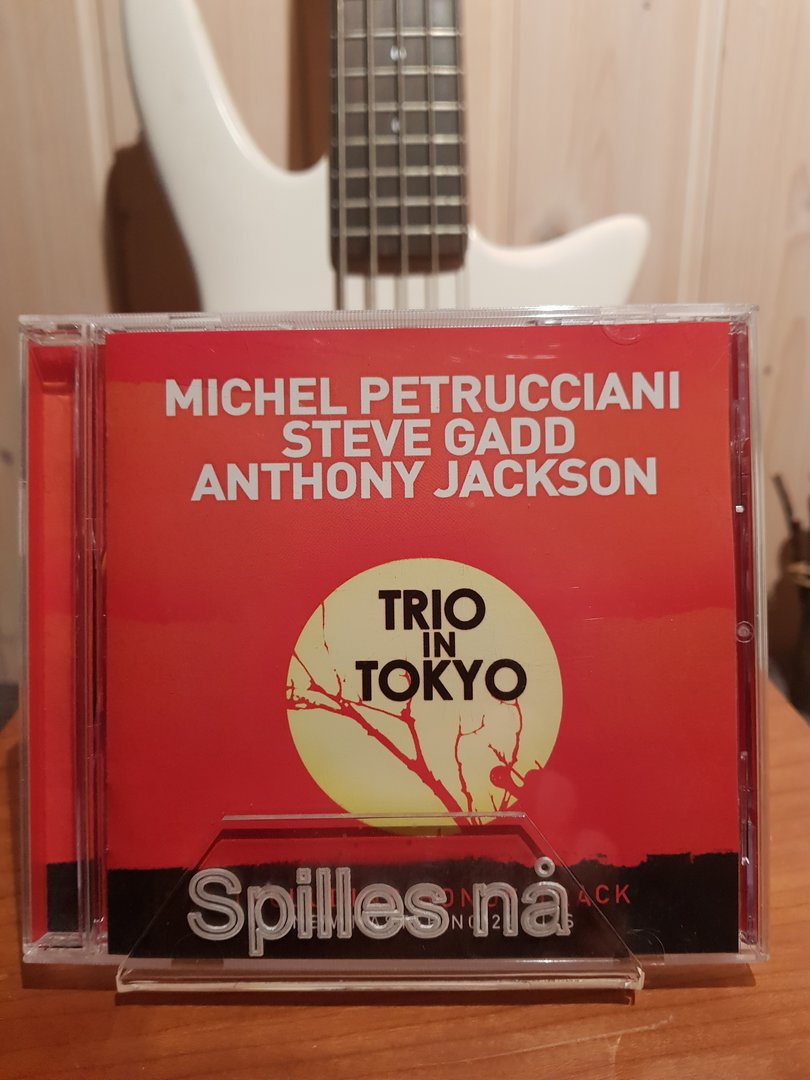 MICHEL PETRUCCIANI
STEVE GADD
ANTHONY JACKSON
TRIO
IN
TOKYO
Spilles nå